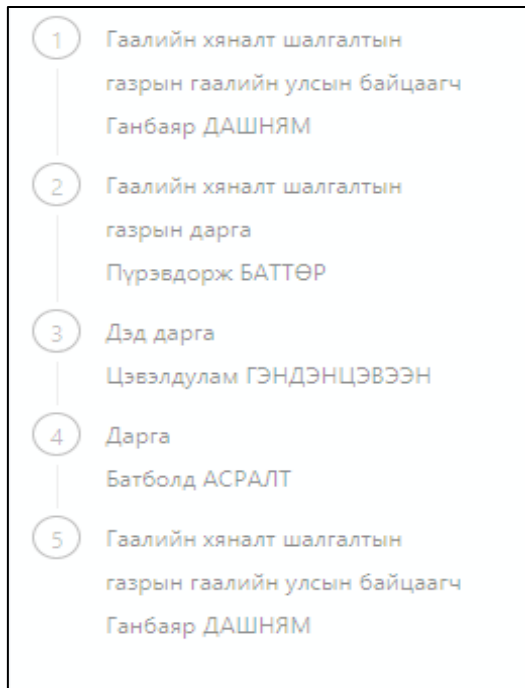 1 Гаалийн хяналт шалгалтын
газрын гаалийн улсын байцаагч
Ганбаяр ДАШНЯМ
2 Гаалийн хяналт шалгалтын
газрын дарга
Пүрэвдорж БАТТӨР
3 Дэд дарга
Цэвэлдулам ГЭНДЭНЦЭВЭЭН
4 Дарга
Батболд АСРАЛТ
5 Гаалийн хяналт шалгалтын
газрын гаалийн улсын байцаагч
Ганбаяр ДАШНЯМ